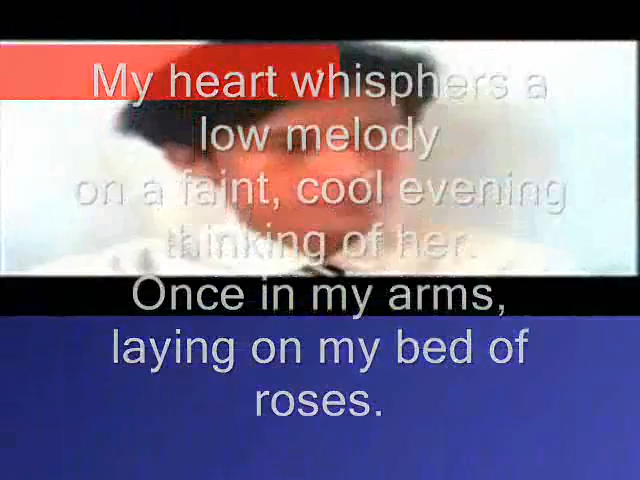 My heart whisphers a
low melody
on a faint, cool evening
thinking of her.
Once in my arms,
laying on my bed of
roses.